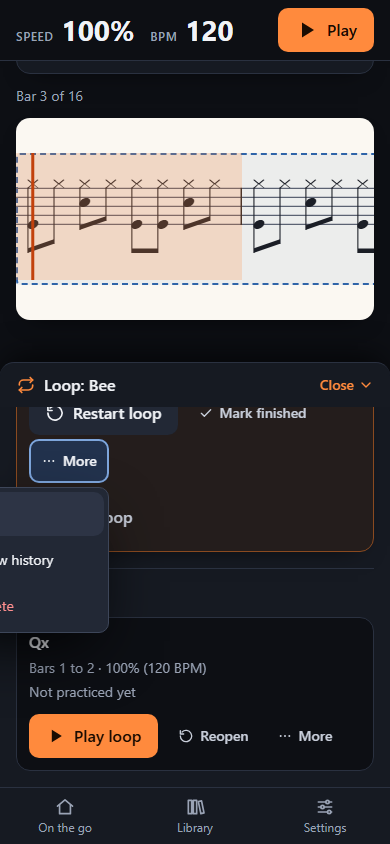 SPEED 100% BPM 120 Play
Bar 3 of 16
Loop: Bee Close
Restart loop Mark finished
··· More
oop
w history
ete
Qx
Bars 1 to 2 · 100% (120 BPM)
Not practiced yet
Play loop Reopen ··· More
On the go Library Settings